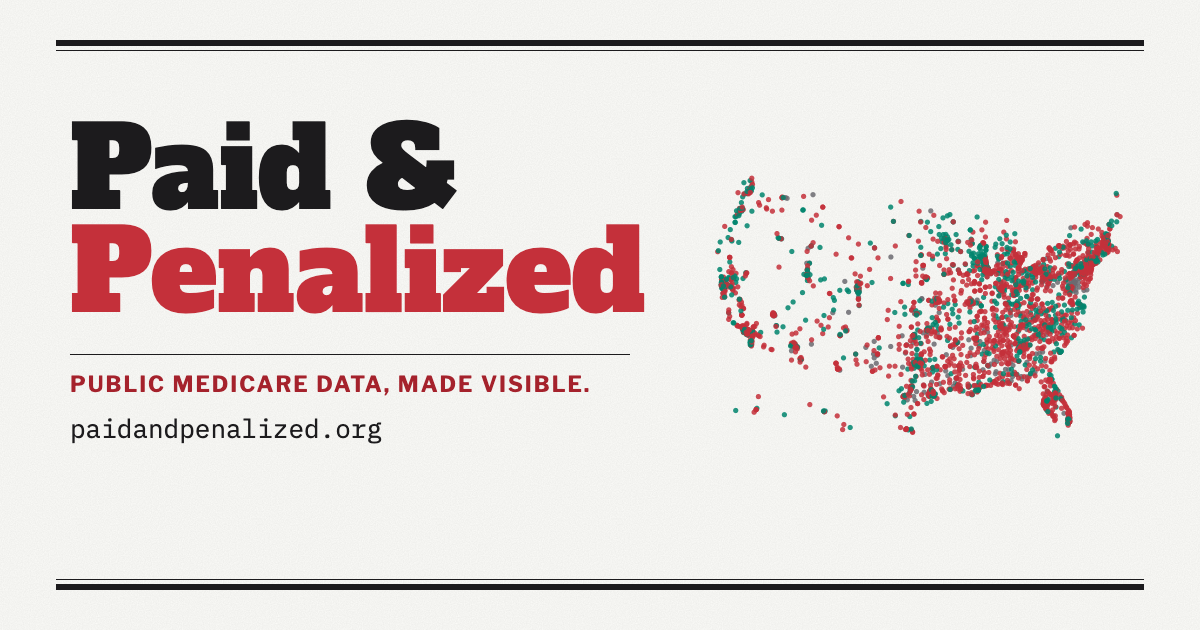 Paid &
Penalized
PUBLIC MEDICARE DATA, MADE VISIBLE.
paidandpenalized.org